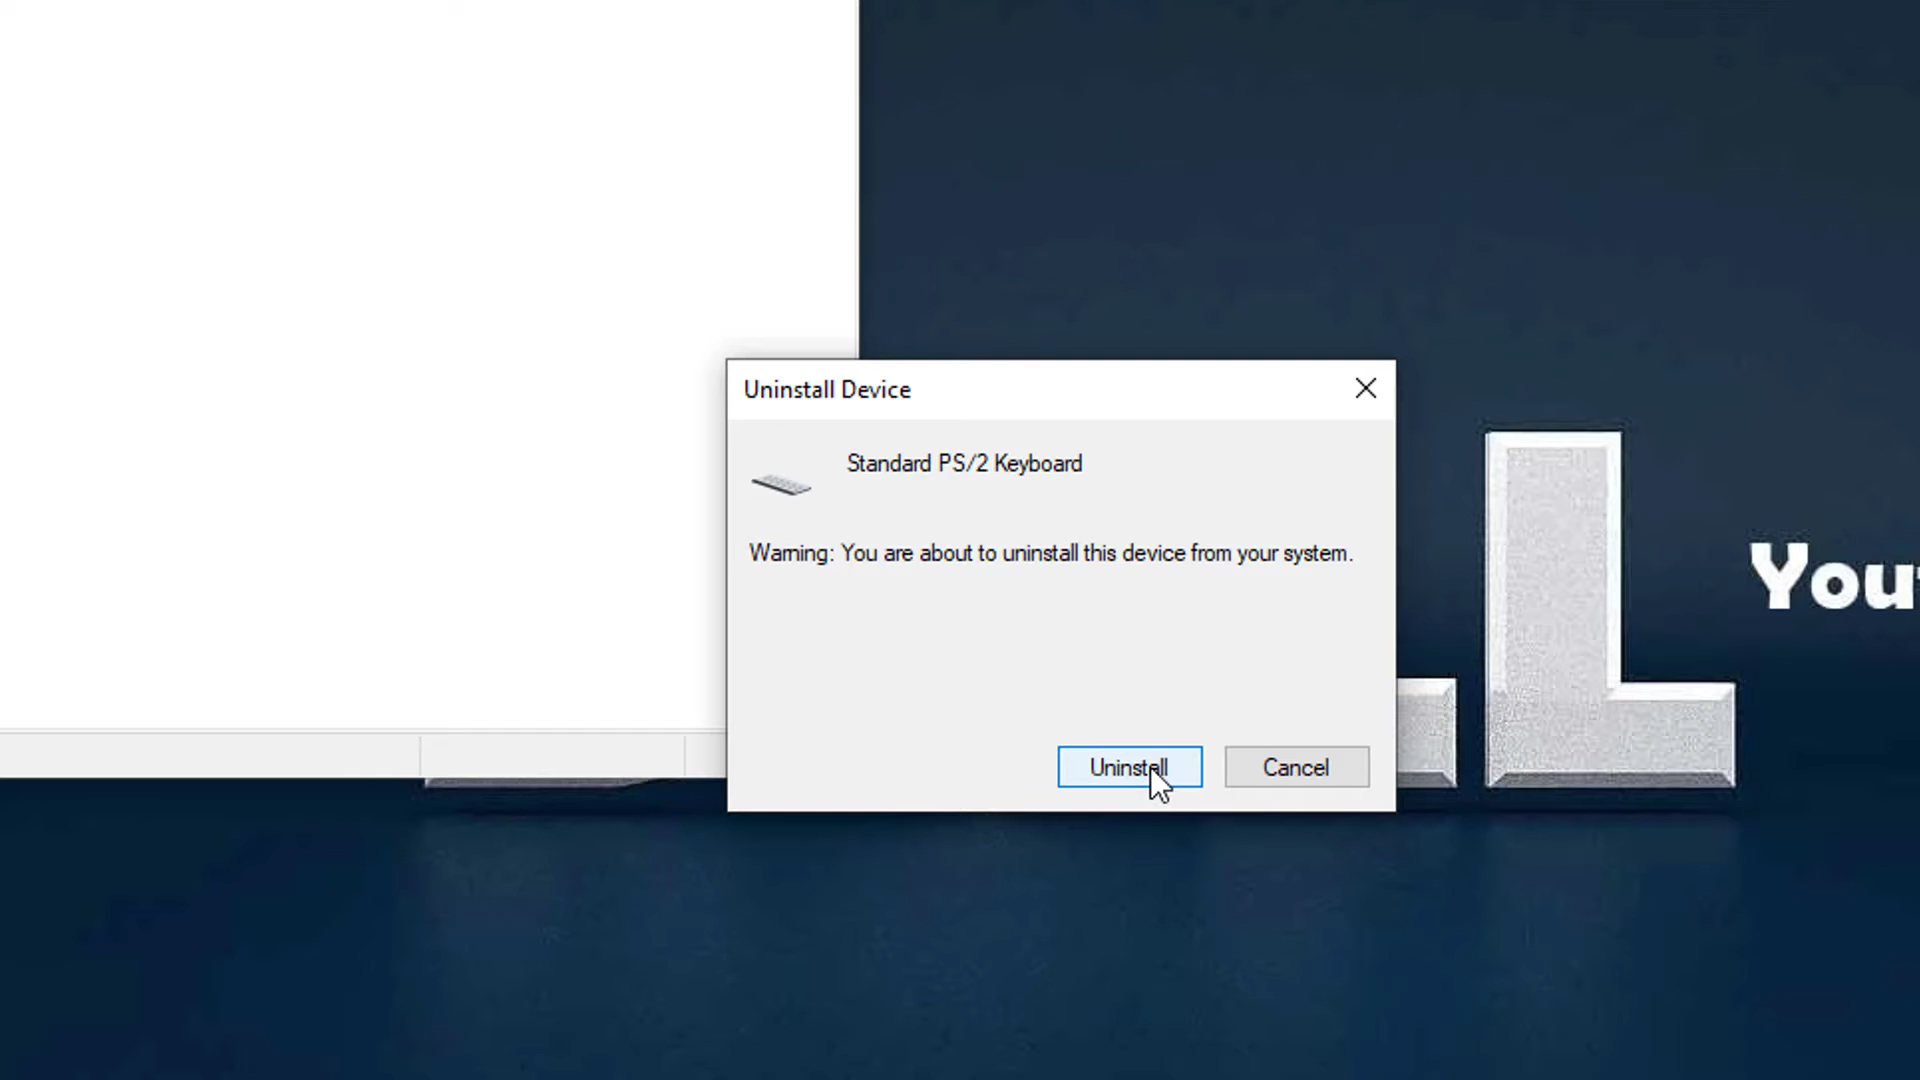 Uninstall Device
Standard PS/2 Keyboard
Warning: You are about to uninstall this device from your system.
L
Uninstall
Cancel